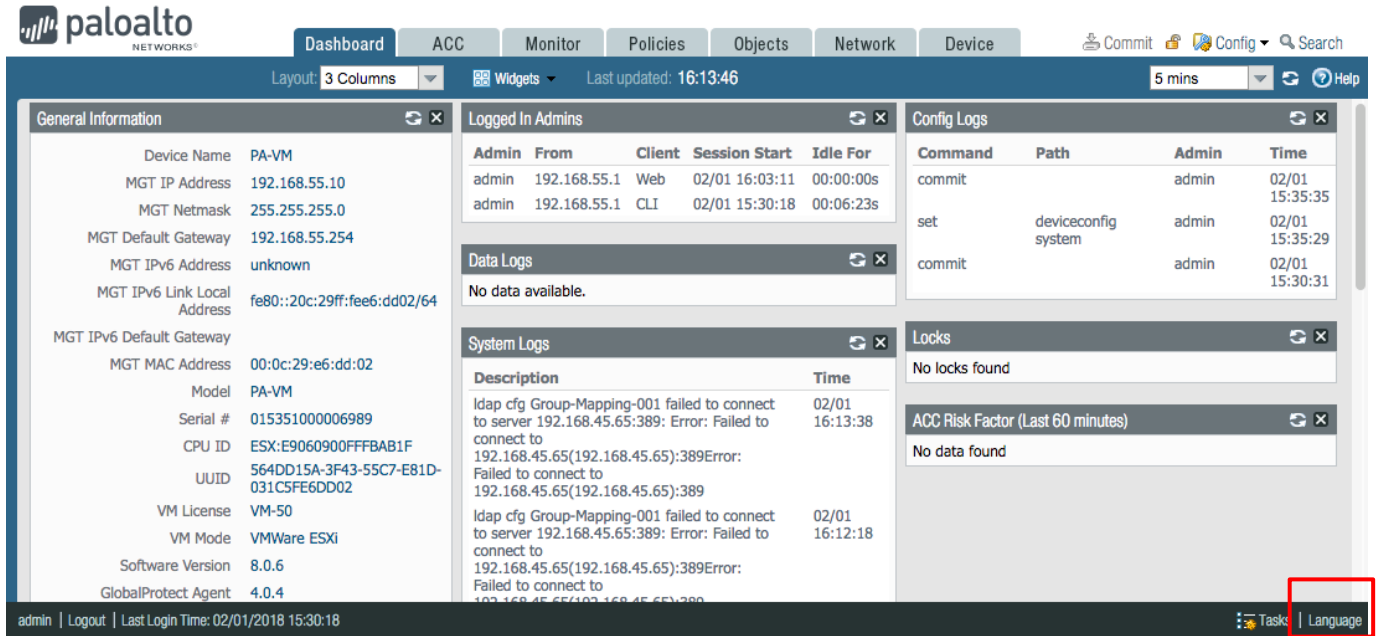 paloalto
NETWORKS®
Dashboard ACC Monitor Policies Objects Network Device Commit Config Search
Layout: 3 Columns Widgets Last updated: 16:13:46 5 mins Help
General Information
Device Name PA-VM
MGT IP Address 192.168.55.10
MGT Netmask 255.255.255.0
MGT Default Gateway 192.168.55.254
MGT IPv6 Address unknown
MGT IPv6 Link Local
Address fe80::20c:29ff:fee6:dd02/64
MGT IPv6 Default Gateway
MGT MAC Address 00:0c:29:e6:dd:02
Model PA-VM
Serial # 015351000006989
CPU ID ESX:E9060900FFFBAB1F
UUID 564DD15A-3F43-55C7-E81D-
031C5FE6DD02
VM License VM-50
VM Mode VMWare ESXi
Software Version 8.0.6
GlobalProtect Agent 4.0.4
Logged In Admins
Admin From Client Session Start Idle For
admin 192.168.55.1 Web 02/01 16:03:11 00:00:00s
admin 192.168.55.1 CLI 02/01 15:30:18 00:06:23s
Data Logs
No data available.
System Logs
Description Time
ldap cfg Group-Mapping-001 failed to connect 02/01
to server 192.168.45.65:389: Error: Failed to 16:13:38
connect to
192.168.45.65(192.168.45.65):389Error:
Failed to connect to
192.168.45.65(192.168.45.65):389
ldap cfg Group-Mapping-001 failed to connect 02/01
to server 192.168.45.65:389: Error: Failed to 16:12:18
connect to
192.168.45.65(192.168.45.65):389Error:
Failed to connect to
192.168.45.65(192.168.45.65):389
Config Logs
Command Path Admin Time
commit admin 02/01
15:35:35
set deviceconfig admin 02/01
system 15:35:29
commit admin 02/01
15:30:31
Locks
No locks found
ACC Risk Factor (Last 60 minutes)
No data found
admin | Logout | Last Login Time: 02/01/2018 15:30:18 Tasks | Language